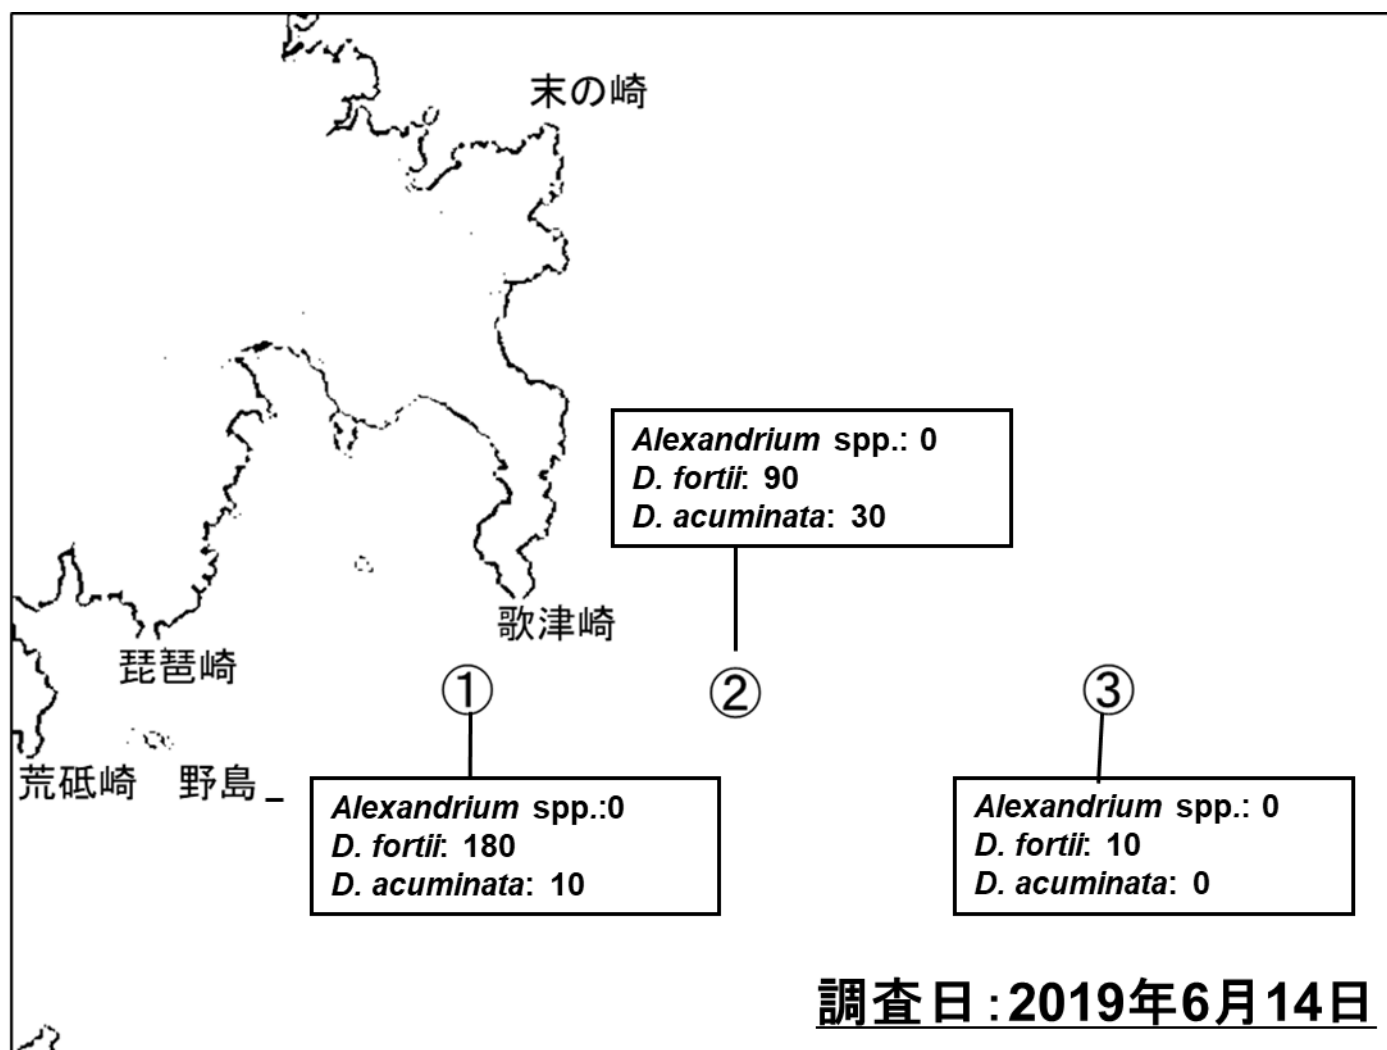 末の崎
Alexandrium spp.: 0
D. fortii: 90
D. acuminata: 30
歌津崎
琵琶崎
① ② ③
荒砥崎 野島
Alexandrium spp.:0
D. fortii: 180
D. acuminata: 10
Alexandrium spp.: 0
D. fortii: 10
D. acuminata: 0
調査日:2019年6月14日